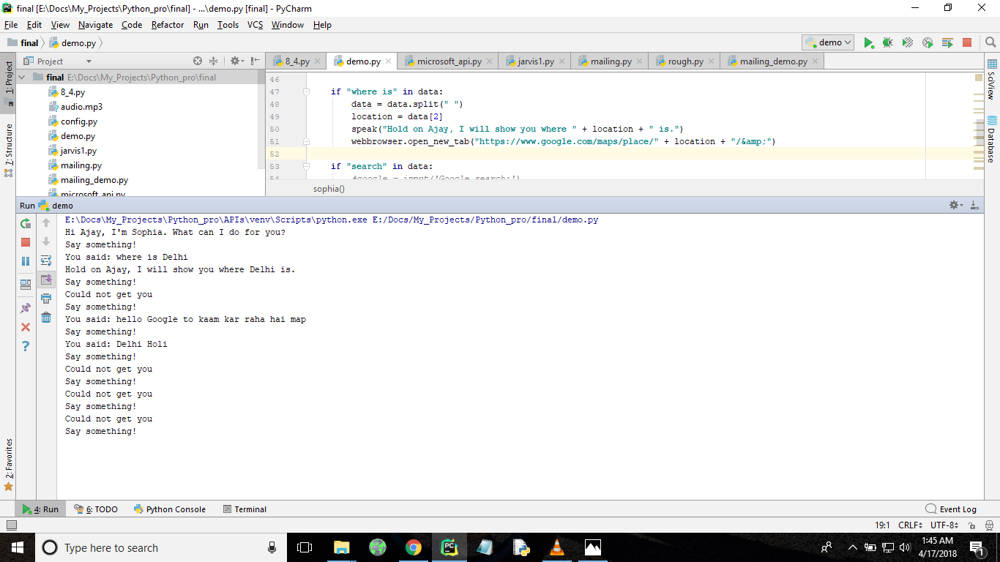 final [E:\Docs\My_Projects\Python_pro\final] - ...\demo.py [final] - PyCharm
File Edit View Navigate Code Refactor Run Tools VCS Window Help
final demo.py demo
Project 8_4.py demo.py microsoft_api.py jarvis1.py mailing.py rough.py mailing_demo.py
1: Project
7: Structure
2: Favorites
SciView
Database
final E:\Docs\My_Projects\Python_pro\final
8_4.py
audio.mp3
config.py
demo.py
jarvis1.py
mailing.py
mailing_demo.py
microsoft_api.py
46
47 if "where is" in data:
48 data = data.split(" ")
49 location = data[2]
50 speak("Hold on Ajay, I will show you where " + location + " is.")
51 webbrowser.open_new_tab("https://www.google.com/maps/place/" + location + "/&amp;")
52
53 if "search" in data:
54 #google = input('Google search:')
sophia()
Run demo
E:\Docs\My_Projects\Python_pro\APIs\venv\Scripts\python.exe E:/Docs/My_Projects/Python_pro/final/demo.py
Hi Ajay, I'm Sophia. What can I do for you?
Say something!
You said: where is Delhi
Hold on Ajay, I will show you where Delhi is.
Say something!
Could not get you
Say something!
You said: hello Google to kaam kar raha hai map
Say something!
You said: Delhi Holi
Say something!
Could not get you
Say something!
Could not get you
Say something!
Could not get you
Say something!
4: Run 6: TODO Python Console Terminal Event Log
19:1 CRLF UTF-8
Type here to search
PC
1:45 AM
4/17/2018
1